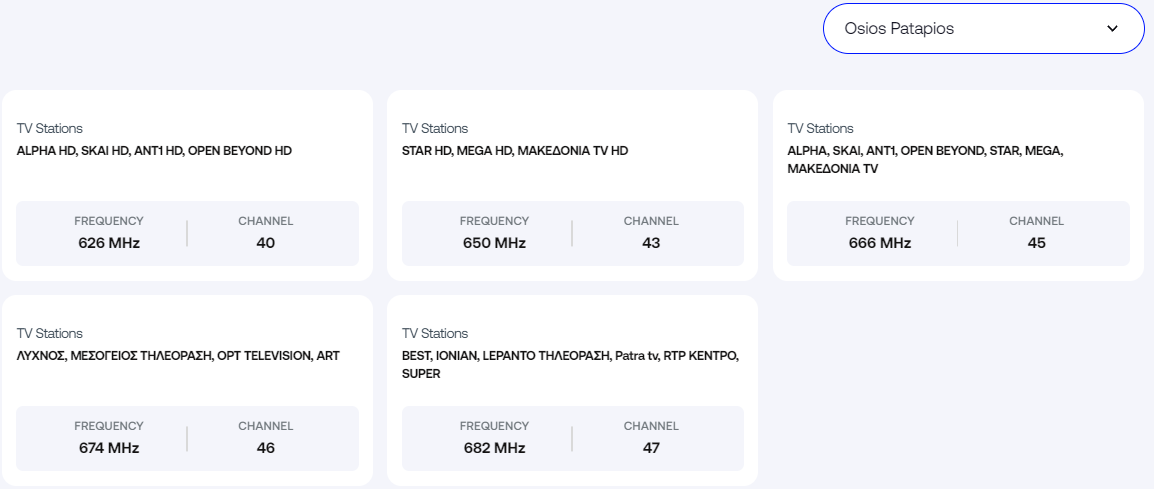 Osios Patapios
TV Stations
ALPHA HD, SKAI HD, ANT1 HD, OPEN BEYOND HD
FREQUENCY
626 MHz
CHANNEL
40
TV Stations
STAR HD, MEGA HD, ΜΑΚΕΔΟΝΙΑ TV HD
FREQUENCY
650 MHz
CHANNEL
43
TV Stations
ALPHA, SKAI, ANT1, OPEN BEYOND, STAR, MEGA,
ΜΑΚΕΔΟΝΙΑ TV
FREQUENCY
666 MHz
CHANNEL
45
TV Stations
ΛΥΧΝΟΣ, ΜΕΣΟΓΕΙΟΣ ΤΗΛΕΟΡΑΣΗ, ΟΡΤ TELEVISION, ART
FREQUENCY
674 MHz
CHANNEL
46
TV Stations
BEST, IONIAN, LEPANTO ΤΗΛΕΟΡΑΣΗ, Patra tv, RTP ΚΕΝΤΡΟ,
SUPER
FREQUENCY
682 MHz
CHANNEL
47